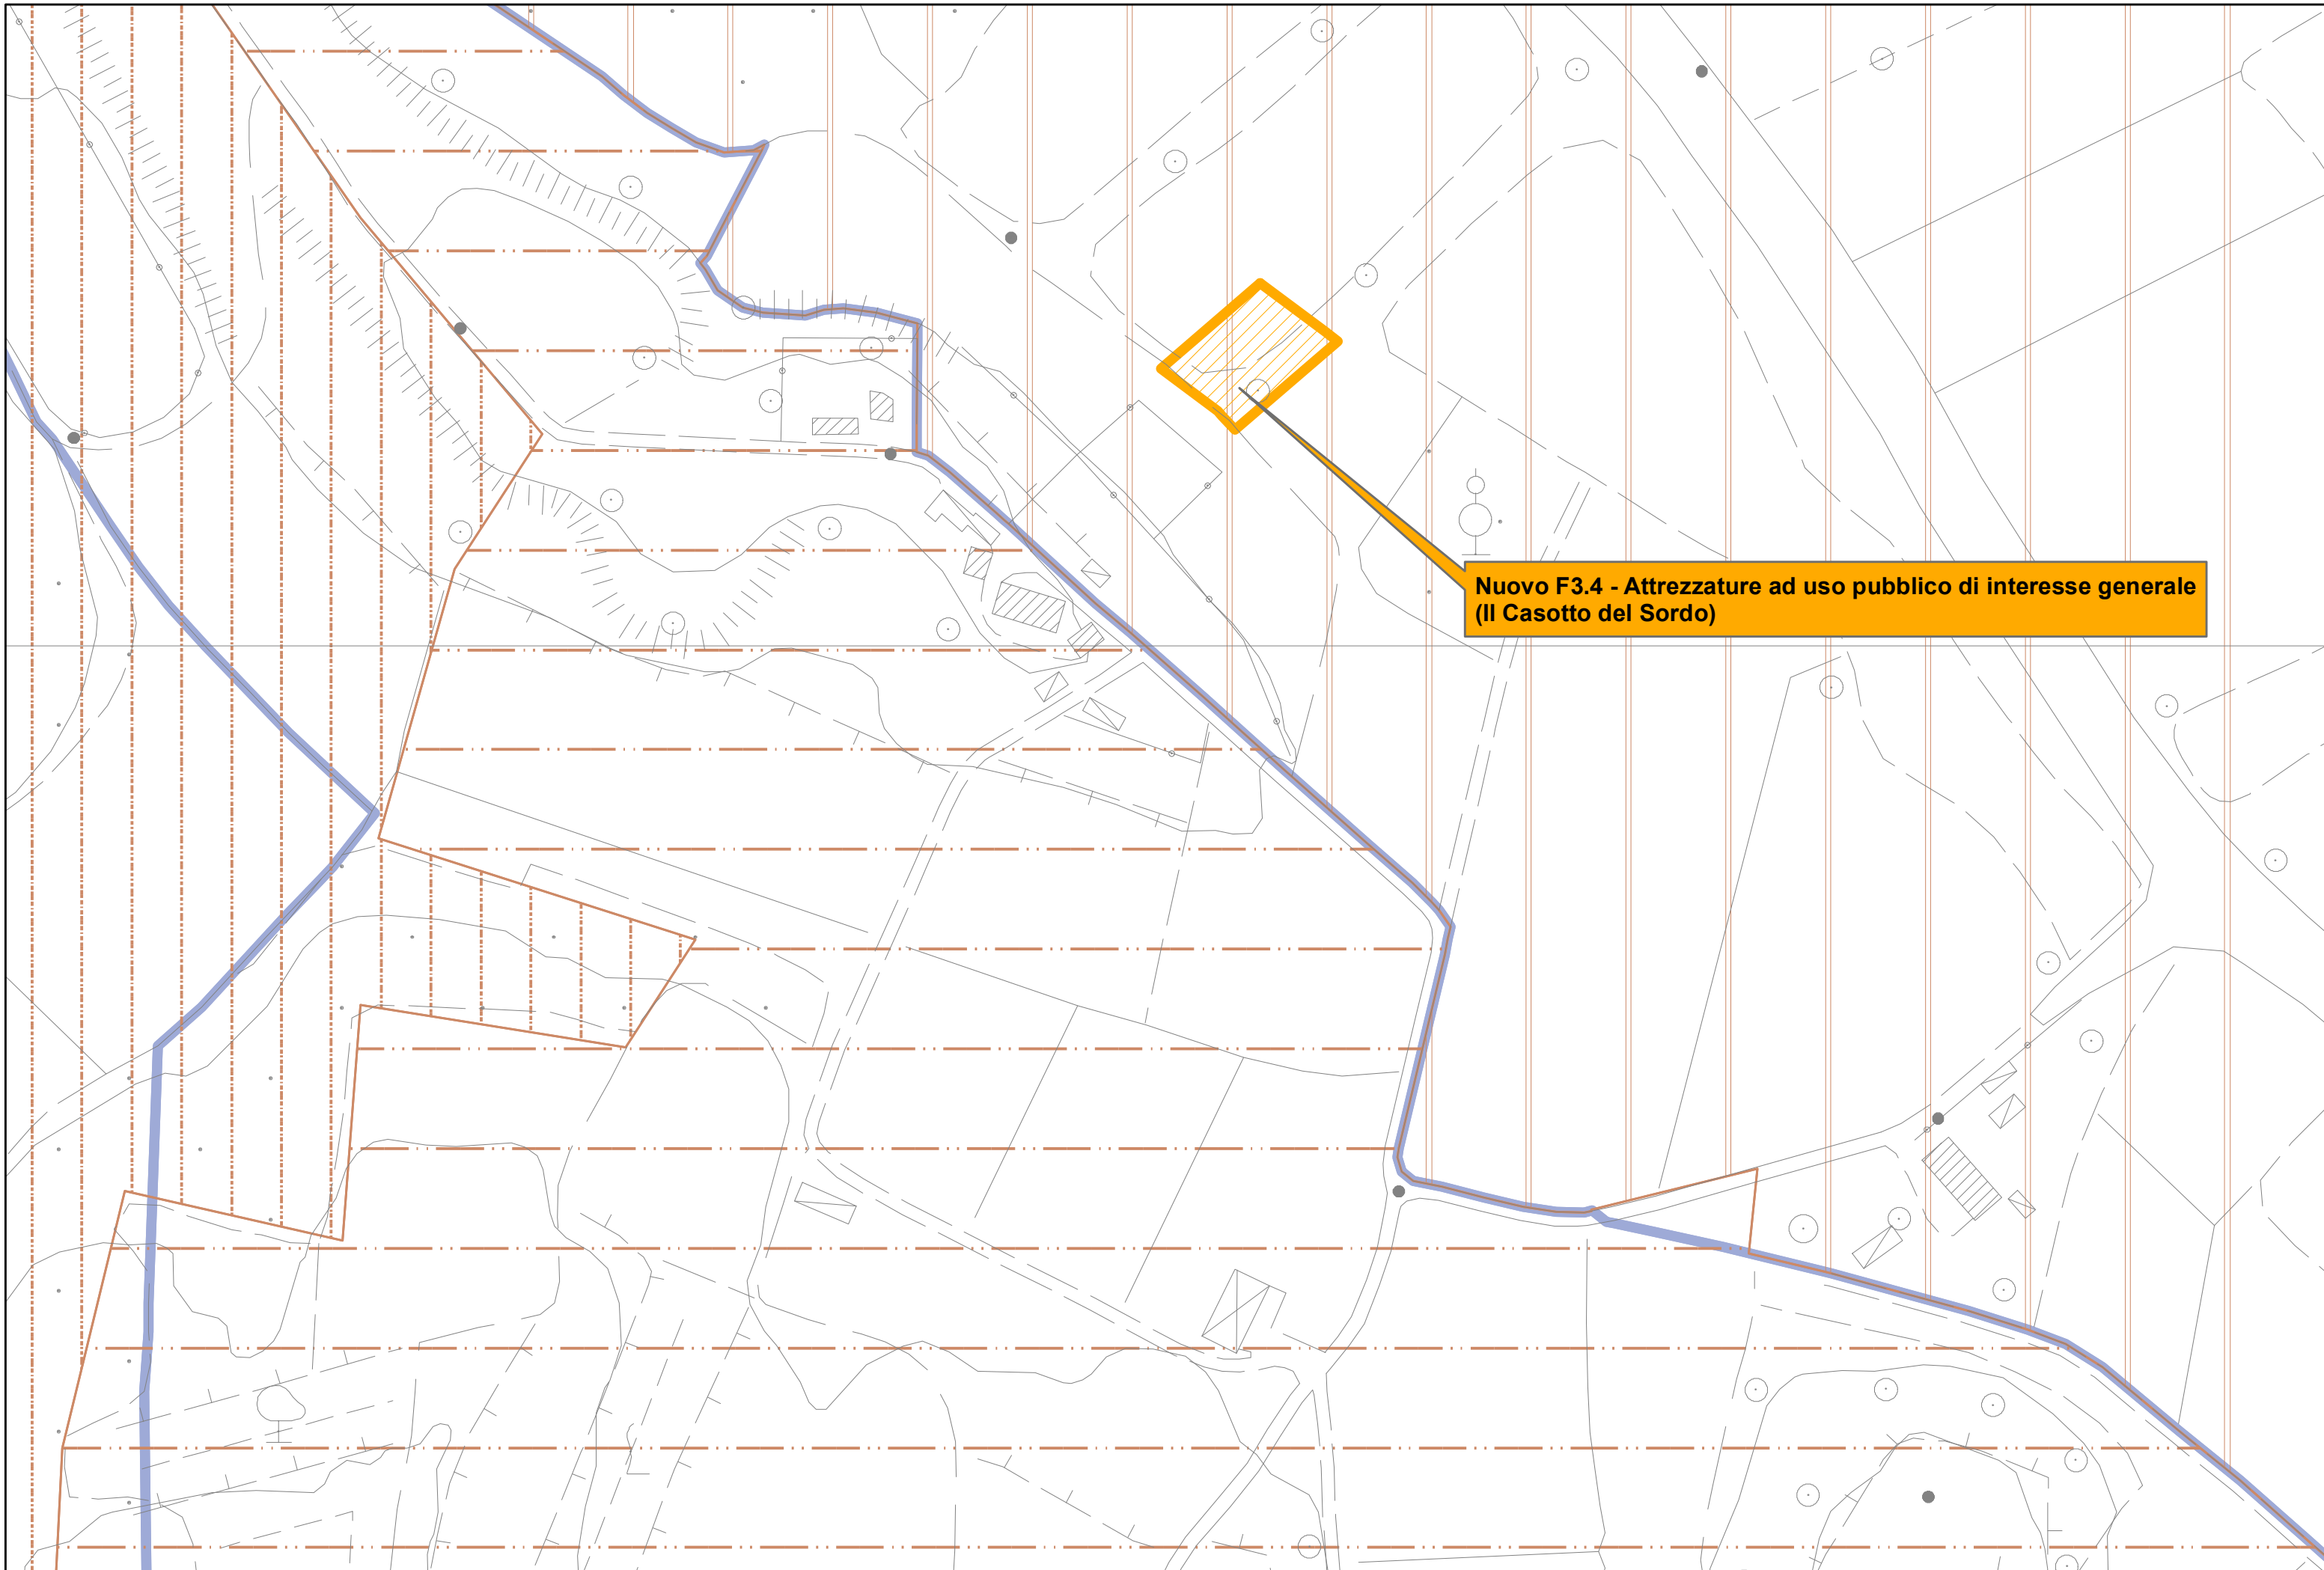 Nuovo F3.4 - Attrezzature ad uso pubblico di interesse generale
(Il Casotto del Sordo)